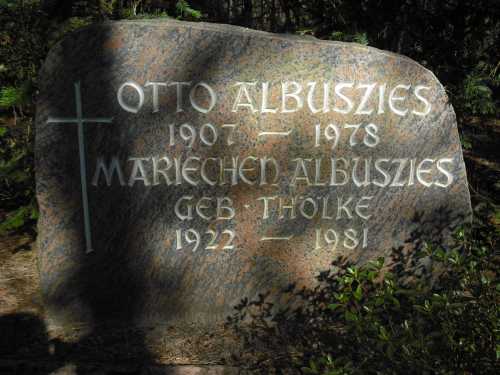 OTTO ALBUSZIES
1907 – 1978
MARIECHEN ALBUSZIES
GEB · THÖLKE
1922 – 1981